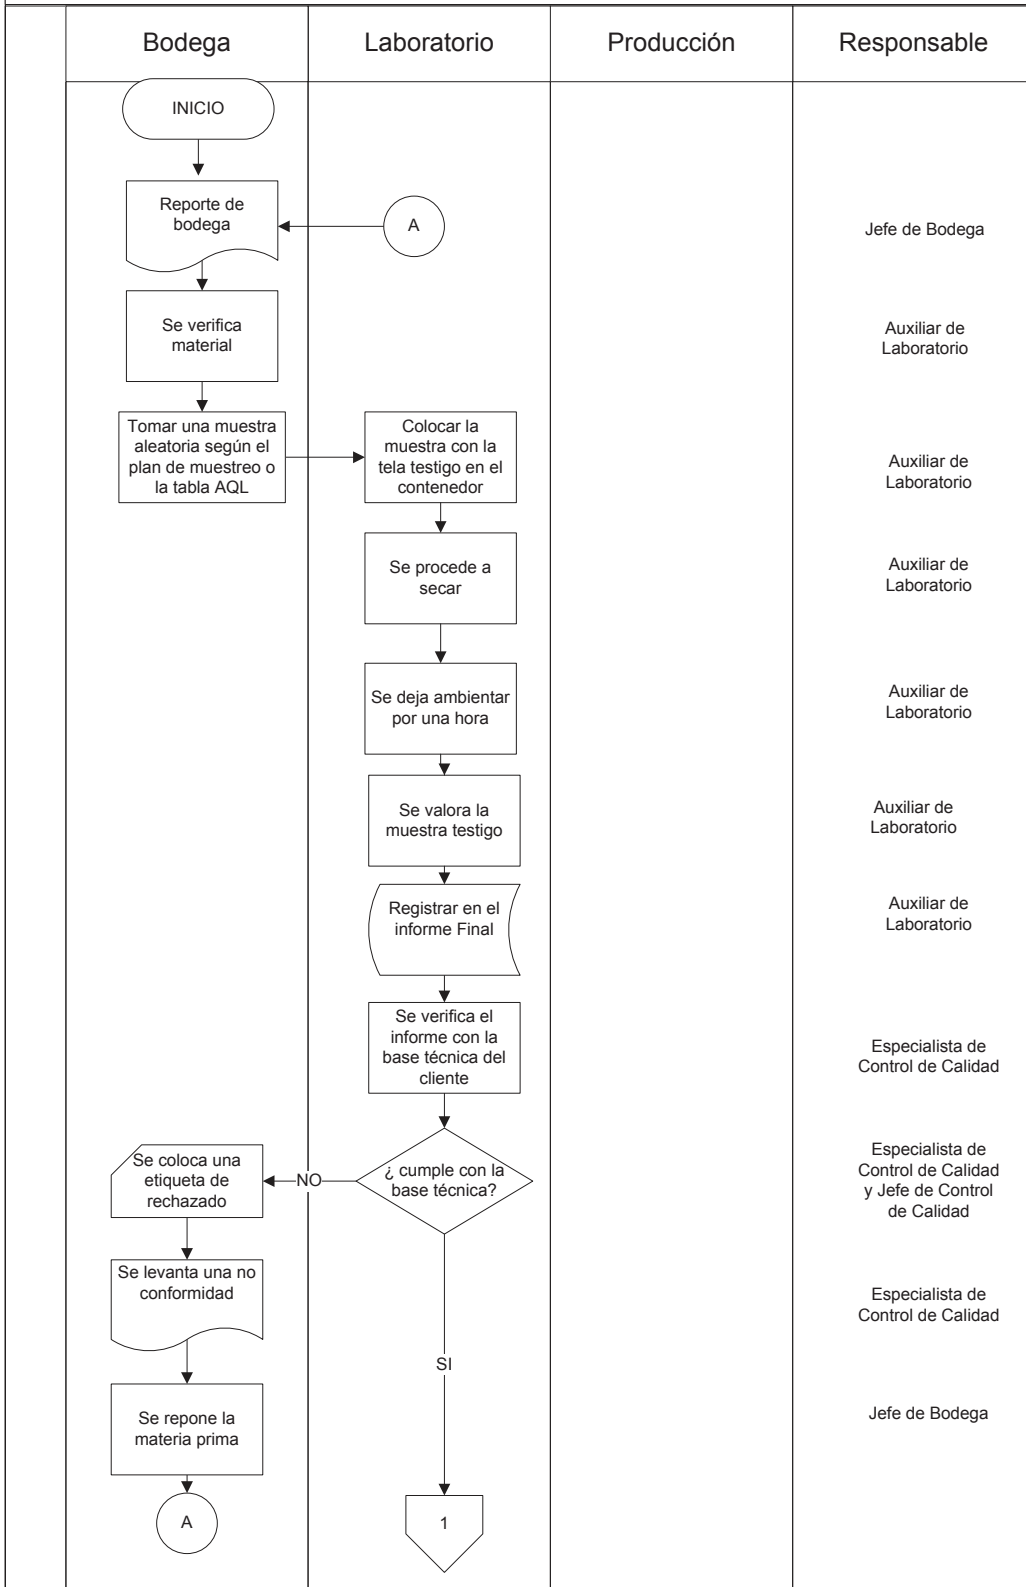 Bodega
Laboratorio
Producción
Responsable
INICIO
Reporte de
bodega
A
Jefe de Bodega
Se verifica
material
Auxiliar de
Laboratorio
Tomar una muestra
aleatoria según el
plan de muestreo o
la tabla AQL
Colocar la
muestra con la
tela testigo en el
contenedor
Auxiliar de
Laboratorio
Se procede a
secar
Auxiliar de
Laboratorio
Se deja ambientar
por una hora
Auxiliar de
Laboratorio
Se valora la
muestra testigo
Auxiliar de
Laboratorio
Registrar en el
informe Final
Auxiliar de
Laboratorio
Se verifica el
informe con la
base técnica del
cliente
Especialista de
Control de Calidad
Se coloca una
etiqueta de
rechazado
NO
¿ cumple con la
base técnica?
Especialista de
Control de Calidad
y Jefe de Control
de Calidad
Se levanta una no
conformidad
Especialista de
Control de Calidad
SI
Se repone la
materia prima
Jefe de Bodega
A
1